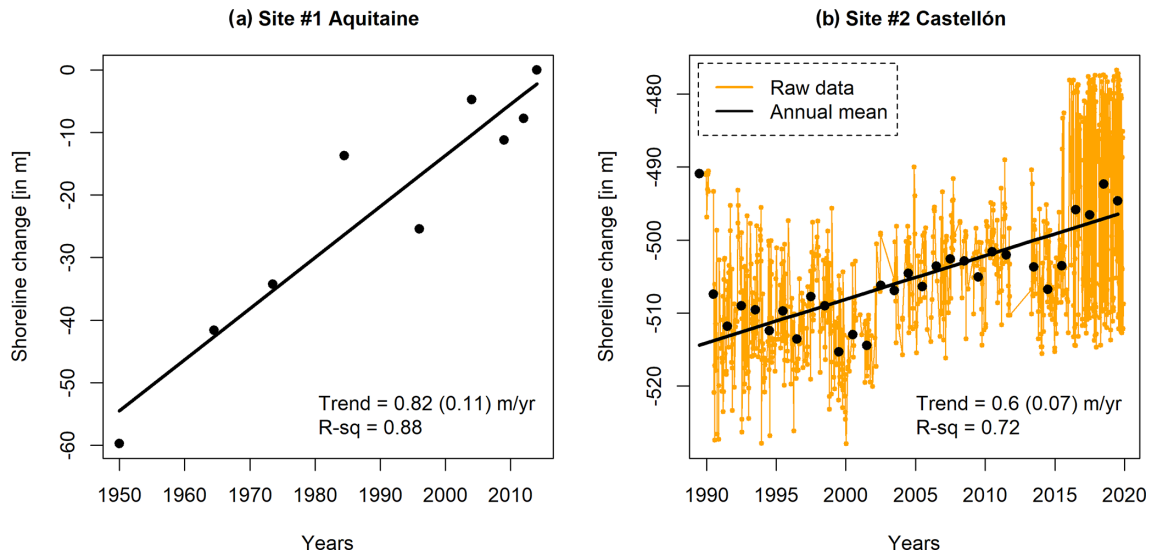 (a) Site #1 Aquitaine
Shoreline change [in m]
0
-10
-20
-30
-40
-50
-60
Trend = 0.82 (0.11) m/yr
R-sq = 0.88
1950 1960 1970 1980 1990 2000 2010
Years
(b) Site #2 Castellón
Shoreline change [in m]
-480
-490
-500
-510
-520
Raw data
Annual mean
Trend = 0.6 (0.07) m/yr
R-sq = 0.72
1990 1995 2000 2005 2010 2015 2020
Years